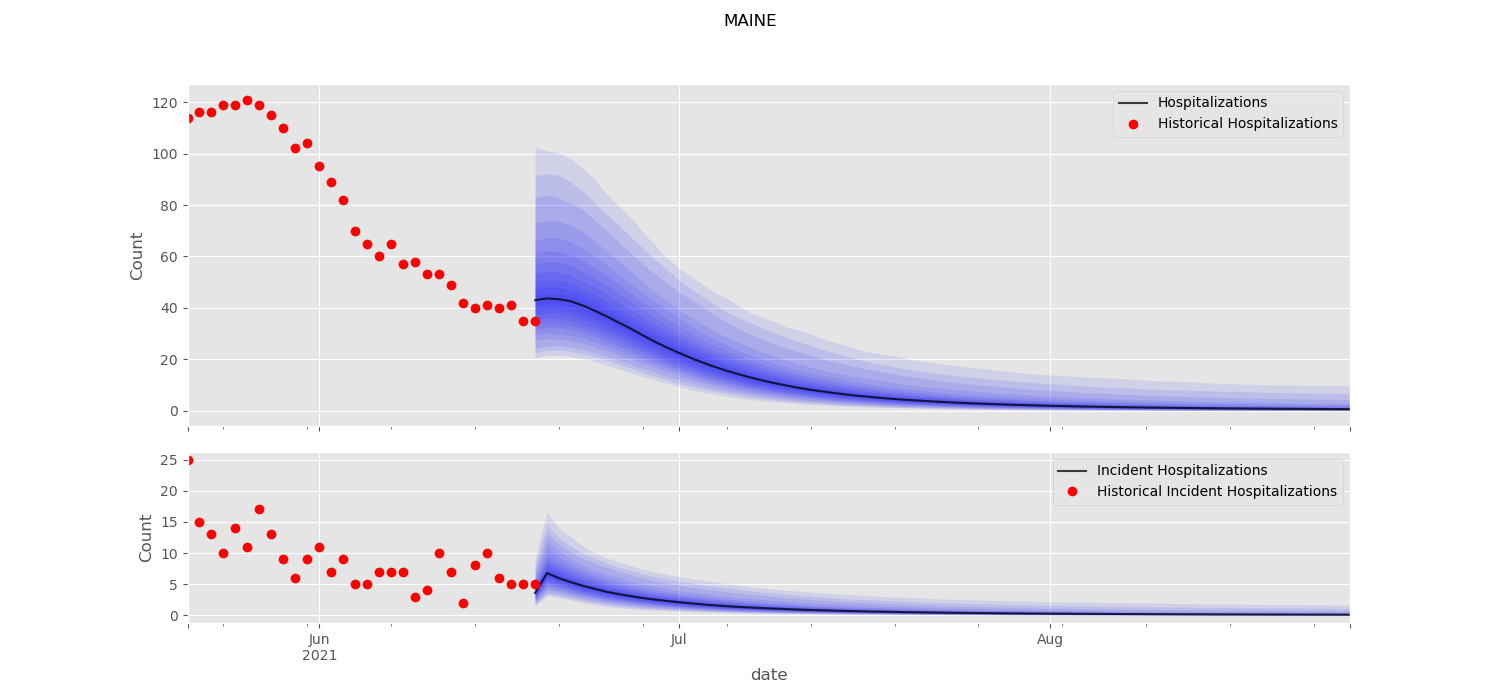 MAINE
120
100
80
60
40
20
0
Count
Hospitalizations
Historical Hospitalizations
25
20
15
10
5
0
Count
Incident Hospitalizations
Historical Incident Hospitalizations
Jun Jul Aug
2021
date